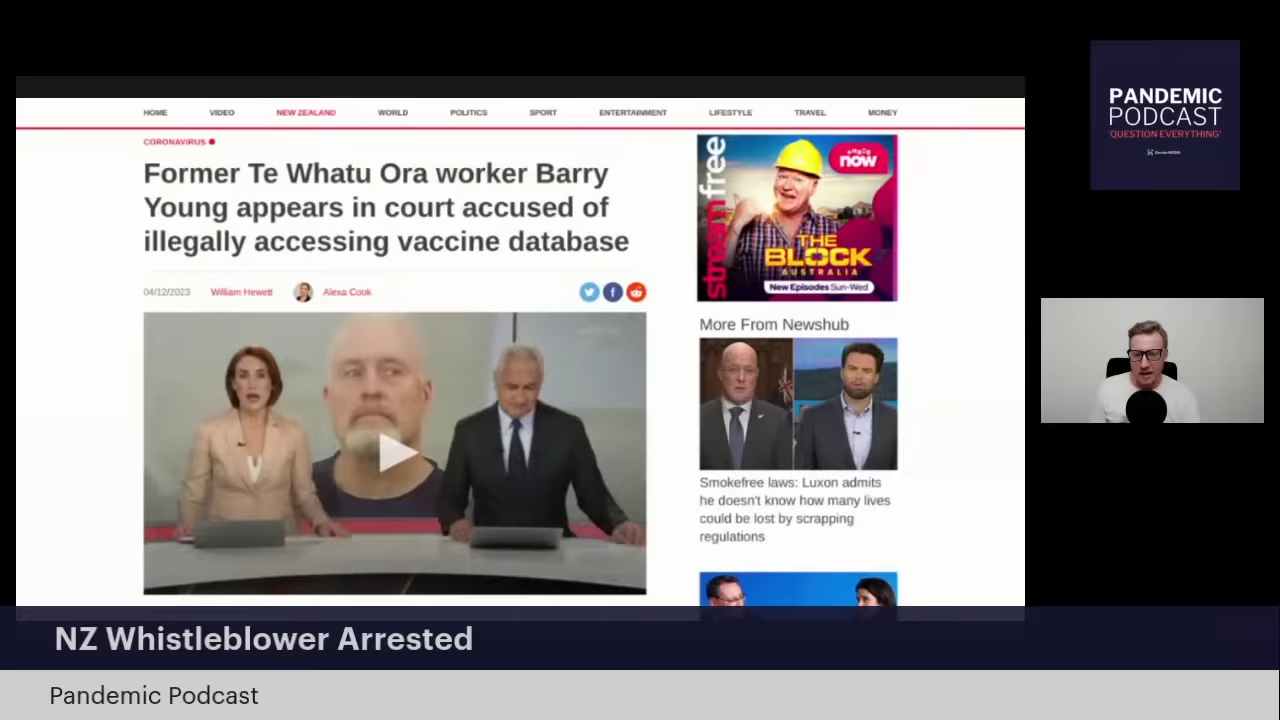 PANDEMIC
PODCAST
'QUESTION EVERYTHING'
HOME VIDEO NEW ZEALAND WORLD POLITICS SPORT ENTERTAINMENT LIFESTYLE TRAVEL MONEY
CORONAVIRUS
Former Te Whatu Ora worker Barry
Young appears in court accused of
illegally accessing vaccine database
04/12/2023 William Hewett Alexa Cook
stream free
now
THE
BLOCK
AUSTRALIA
New Episodes Sun-Wed
More From Newshub
Smokefree laws: Luxon admits
he doesn't know how many lives
could be lost by scrapping
regulations
NZ Whistleblower Arrested
Pandemic Podcast